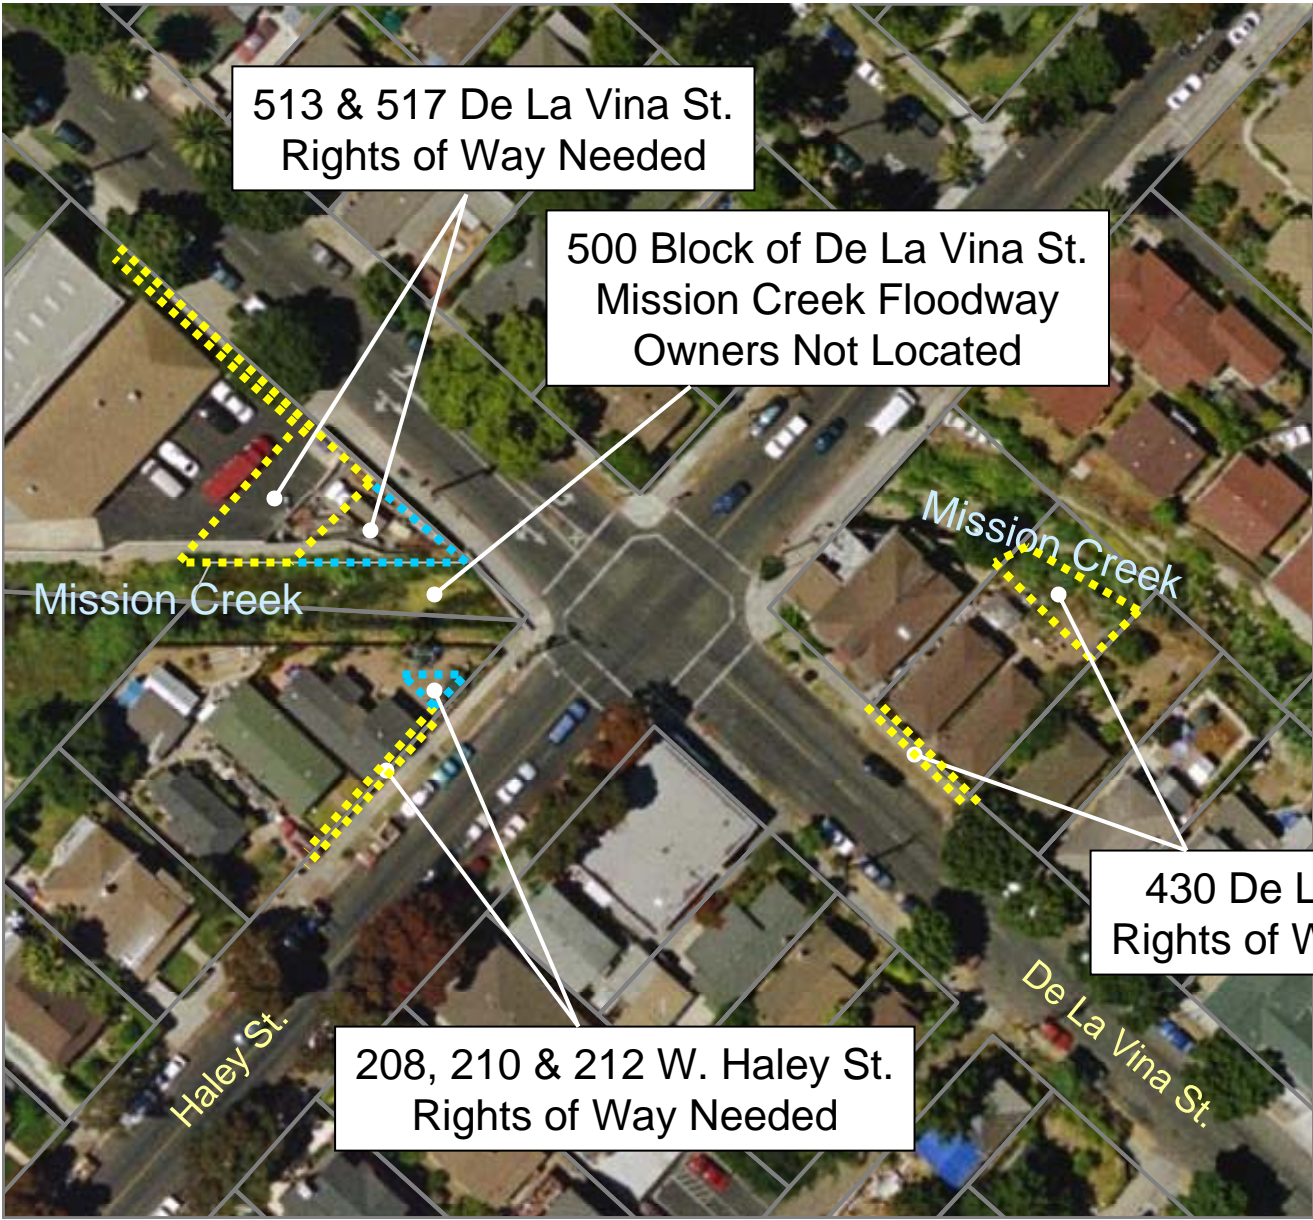 513 & 517 De La Vina St.
Rights of Way Needed
500 Block of De La Vina St.
Mission Creek Floodway
Owners Not Located
Mission Creek
Mission Creek
430 De L
Rights of W
De La Vina St.
Haley St.
208, 210 & 212 W. Haley St.
Rights of Way Needed